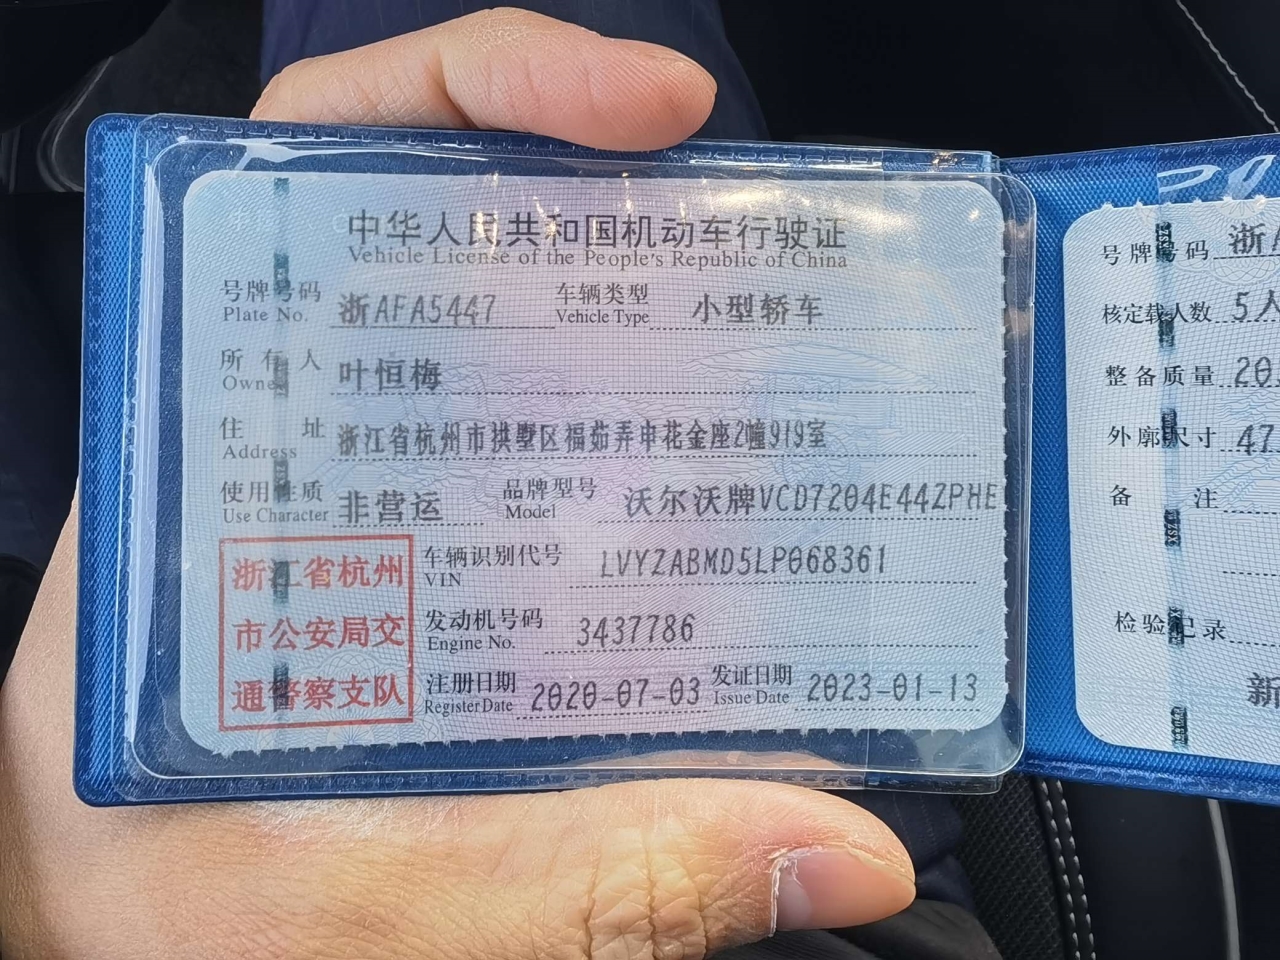 中华人民共和国机动车行驶证
Vehicle License of the People's Republic of China
号牌号码 浙AFA5447 车辆类型 小型轿车
Plate No. Vehicle Type
所有人 叶恒梅
Owner
住址 浙江省杭州市拱墅区福茹弄申花金座2幢919室
Address
使用性质 非营运 品牌型号 沃尔沃牌VCD7204E44ZPHE
Use Character Model
浙江省杭州
市公安局交
通警察支队
车辆识别代号 LVYZABMD5LP068361
VIN
发动机号码 3437786
Engine No.
注册日期 2020-07-03 发证日期 2023-01-13
Register Date Issue Date
号牌号码 浙A
核定载人数 5人
整备质量 20
外廓尺寸 47
备注
检验记录
新